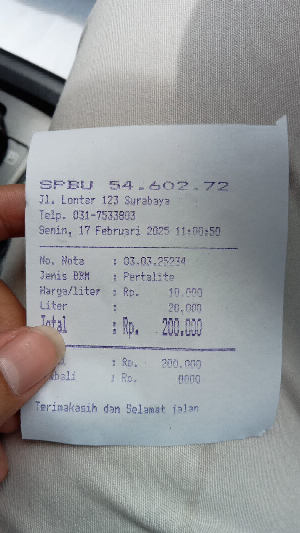 SPBU 54.602.72
Jl. Lontar 123 Surabaya
Telp. 031-7533803
Senin, 17 Februari 2025 11:00:50
No. Nota : 03.03.25234
Jenis BBM : Pertalite
Harga/liter : Rp. 10.000
Liter : 20.000
Total : Rp. 200.000
: Rp. 200.000
: Rp. 0000
Terimakasih dan Selamat jalan